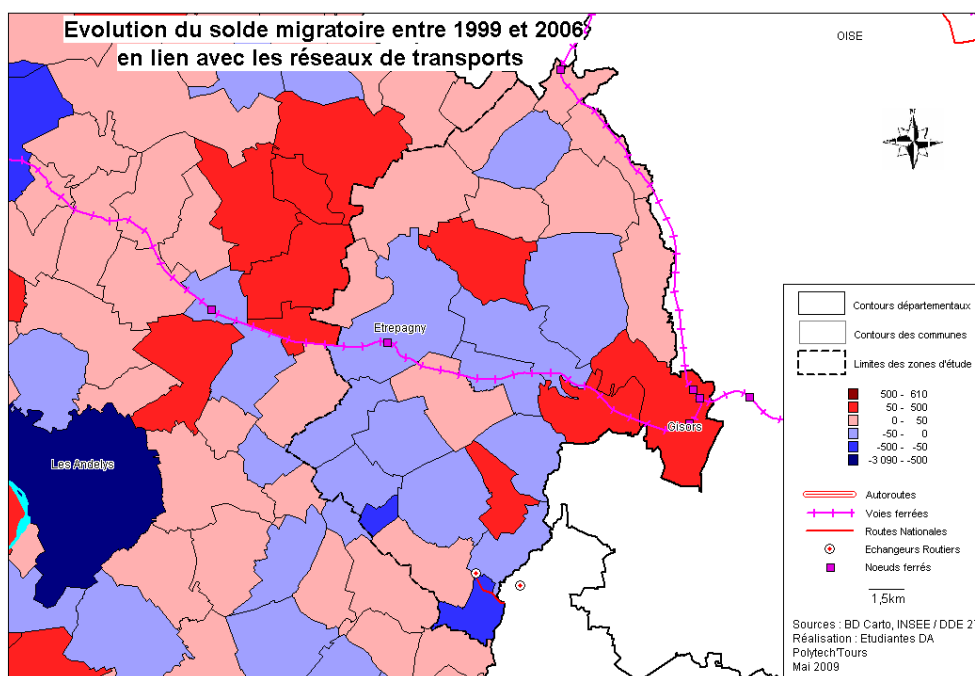 Evolution du solde migratoire entre 1999 et 2006
en lien avec les réseaux de transports
OISE
Etrepagny
Gisors
Les Andelys
Contours départementaux
Contours des communes
Limites des zones d'étude
500 - 610
50 - 500
0 - 50
-50 - 0
-500 - -50
-3 090 - -500
Autoroutes
Voies ferrées
Routes Nationales
Echangeurs Routiers
Noeuds ferrés
1,5km
Sources : BD Carto, INSEE / DDE 27
Réalisation : Etudiantes DA
Polytech'Tours
Mai 2009